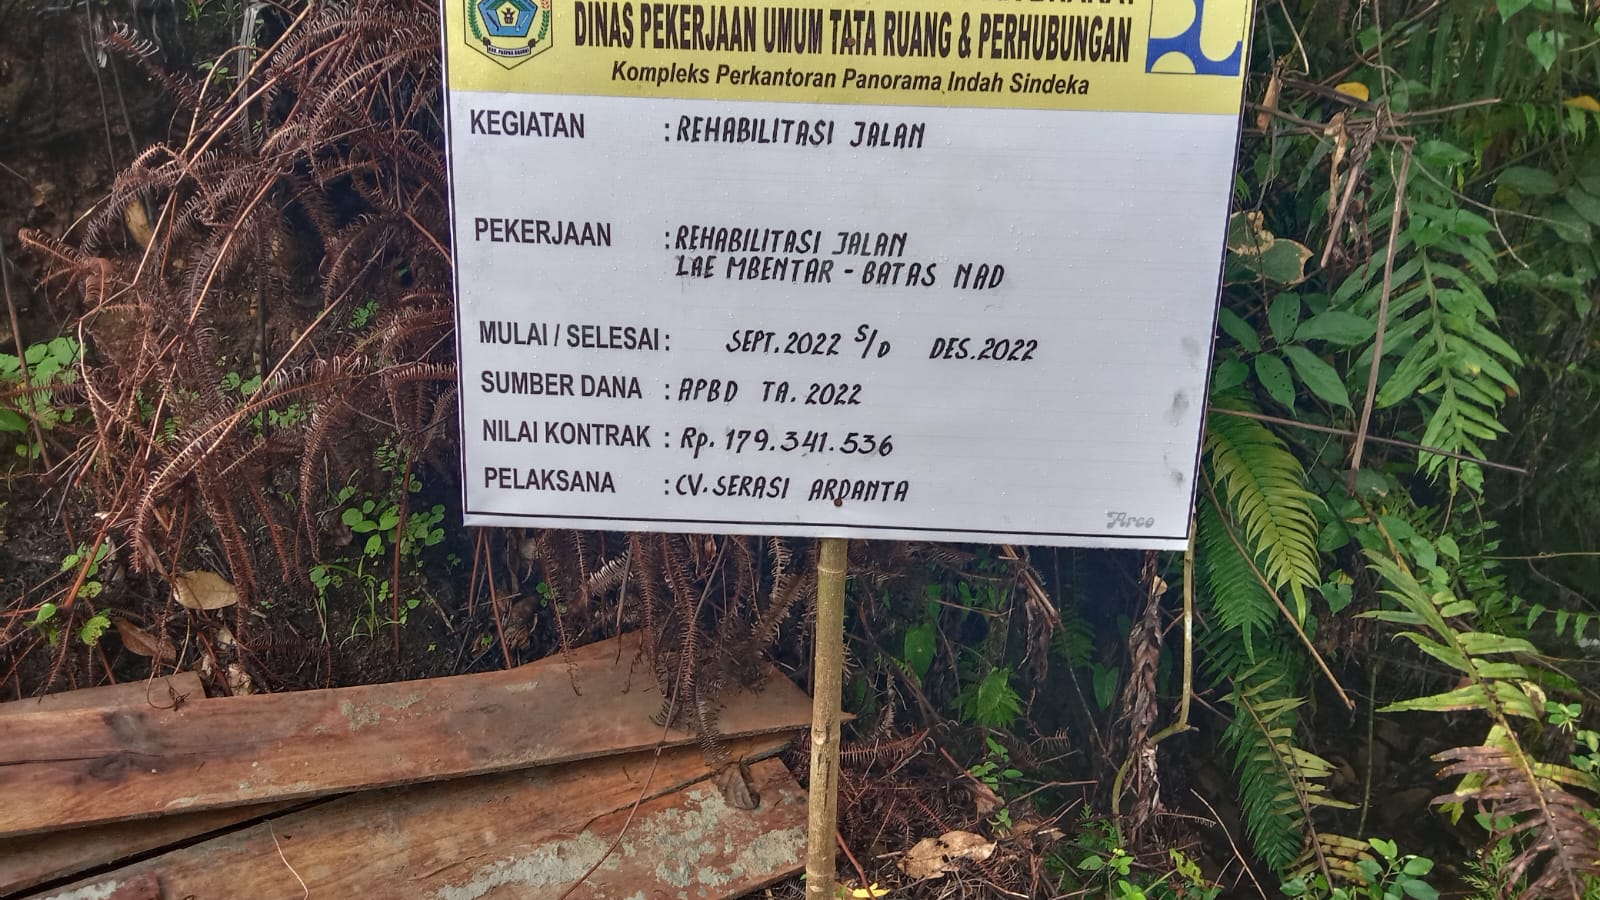 DINAS PEKERJAAN UMUM TATA RUANG & PERHUBUNGAN
Kompleks Perkantoran Panorama Indah Sindeka
KEGIATAN : REHABILITASI JALAN
PEKERJAAN : REHABILITASI JALAN
LAE MBENTAR - BATAS NAD
MULAI / SELESAI : SEPT. 2022 S/D DES. 2022
SUMBER DANA : APBD TA. 2022
NILAI KONTRAK : Rp. 179.341.536
PELAKSANA : CV. SERASI ARDANTA
Arco